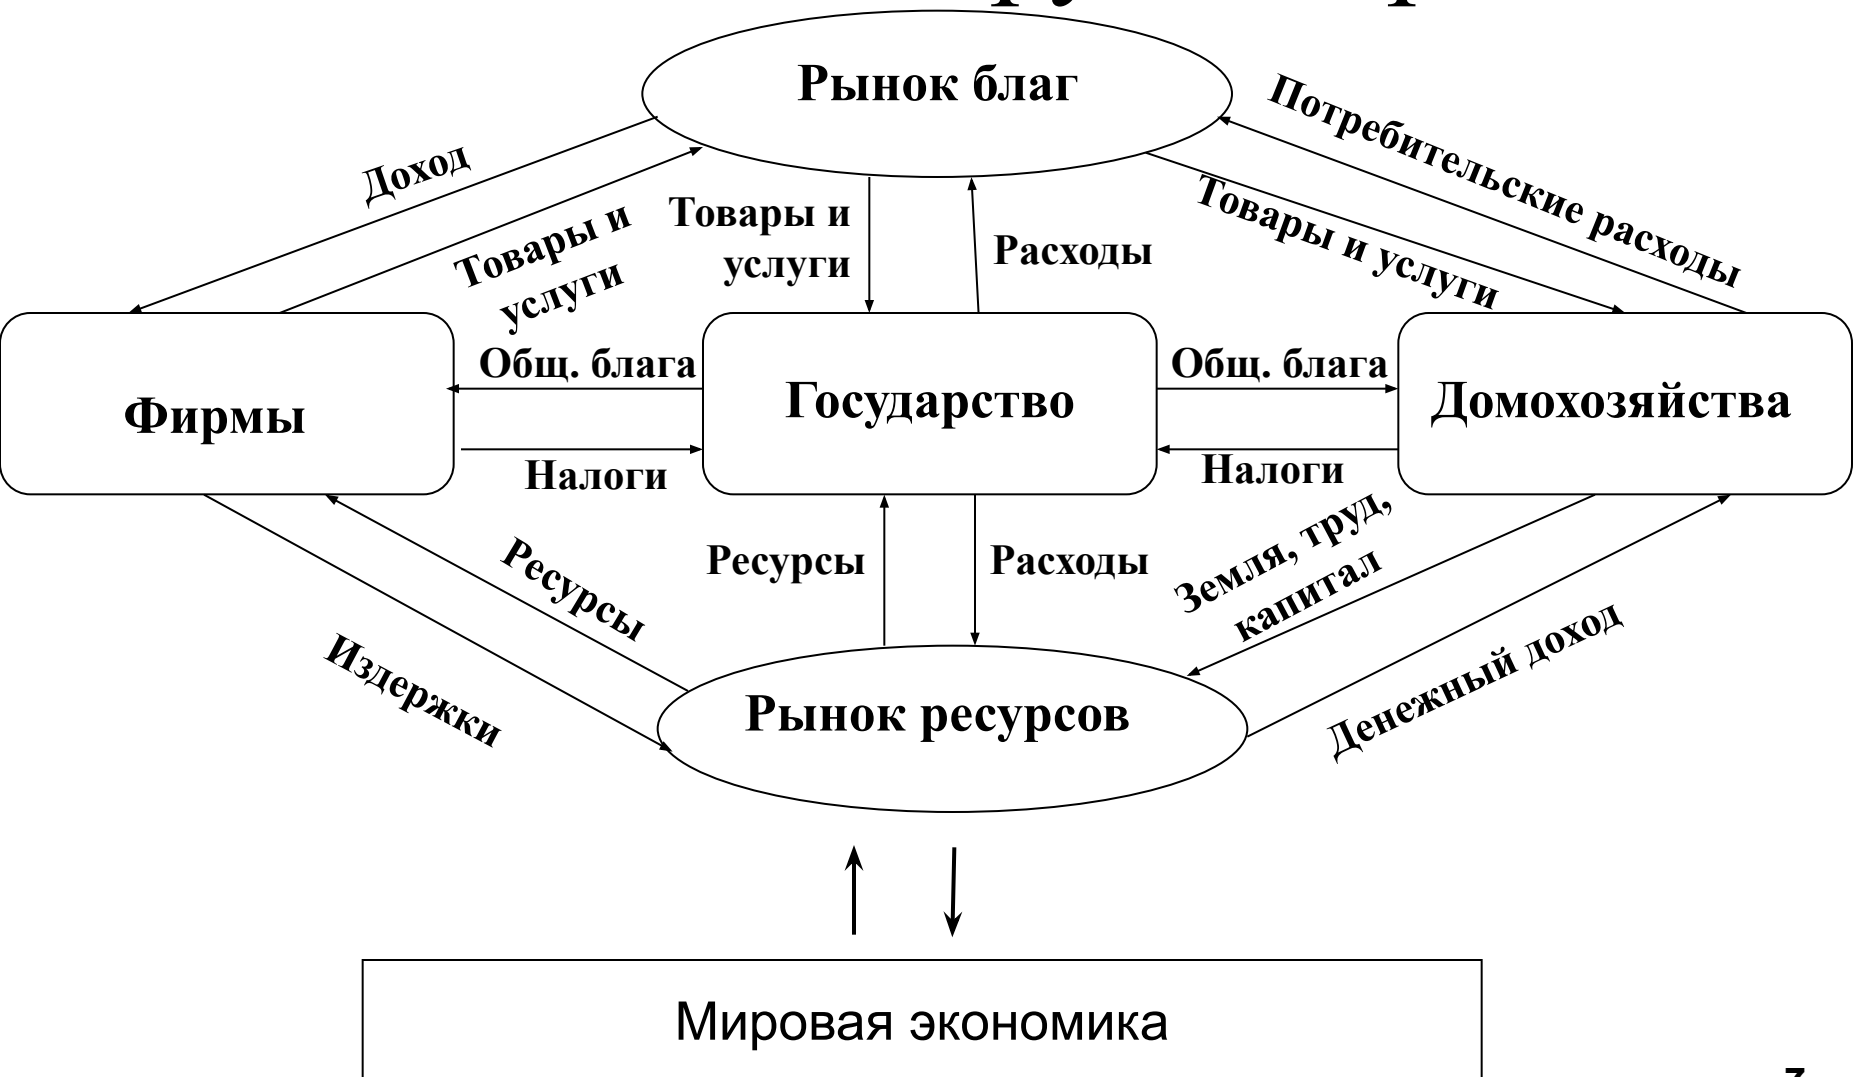 Рынок благ
Потребительские расходы
Доход
Товары и
услуги
Товары и
услуги
Расходы
Товары и услуги
Общ. блага
Общ. блага
Фирмы
Государство
Домохозяйства
Налоги
Налоги
Ресурсы
Ресурсы
Расходы
Земля, труд,
капитал
Издержки
Денежный доход
Рынок ресурсов
Мировая экономика